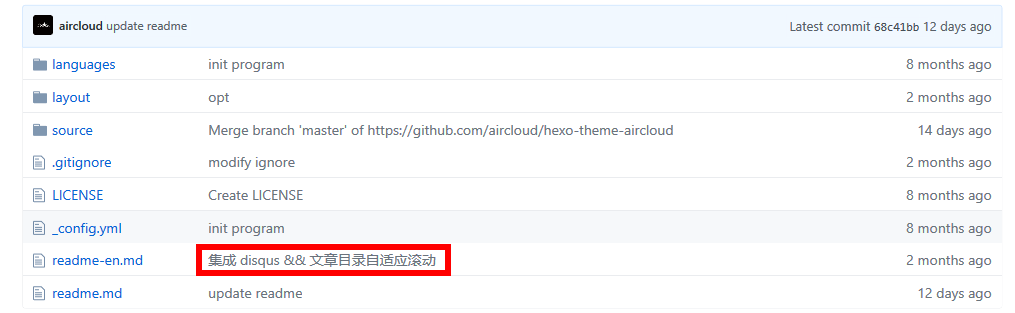 aircloud update readme Latest commit 68c41bb 12 days ago
languages init program 8 months ago
layout opt 2 months ago
source Merge branch 'master' of https://github.com/aircloud/hexo-theme-aircloud 14 days ago
.gitignore modify ignore 2 months ago
LICENSE Create LICENSE 8 months ago
_config.yml init program 8 months ago
readme-en.md 集成 disqus && 文章目录自适应滚动 2 months ago
readme.md update readme 12 days ago